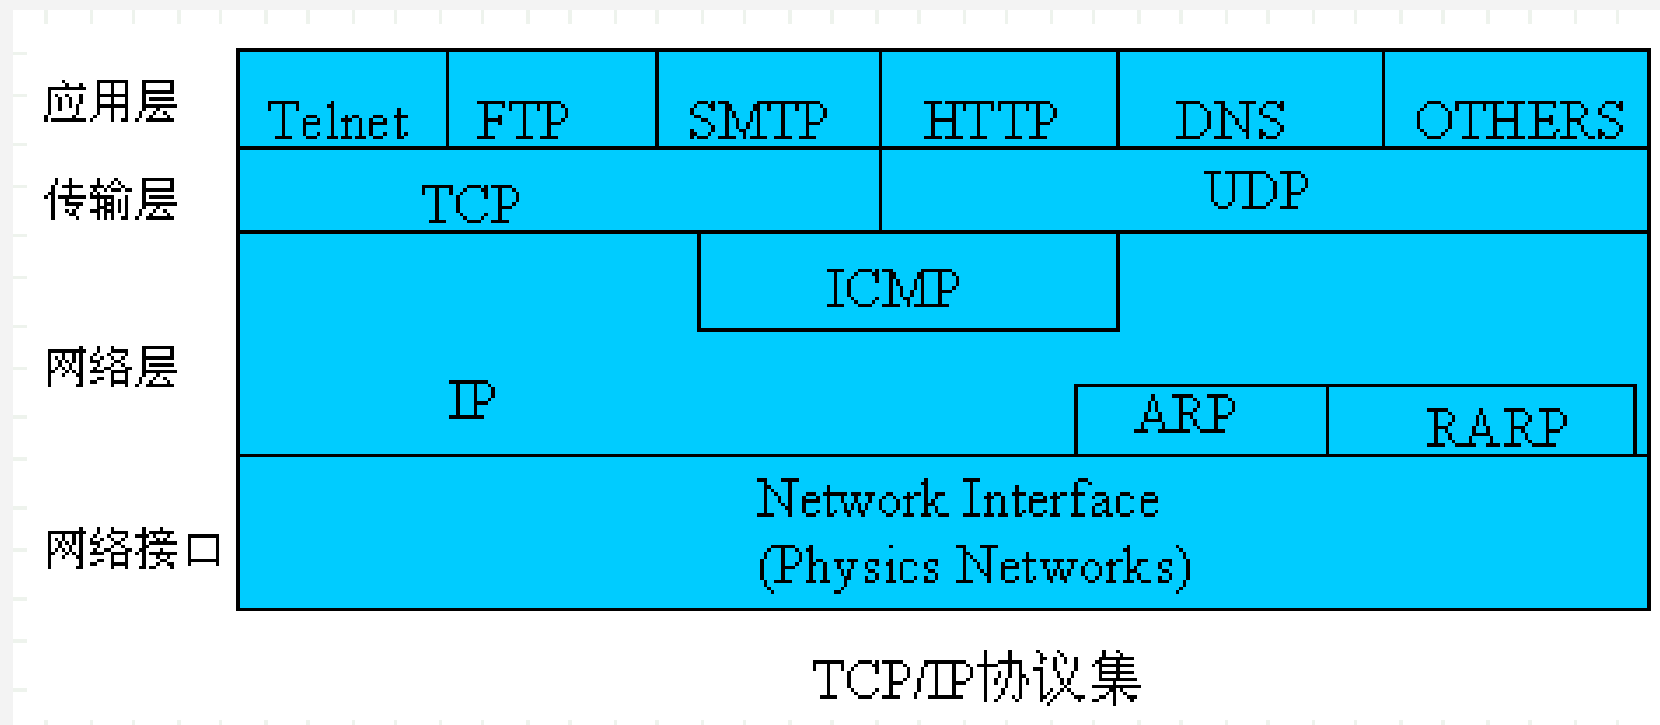 应用层 Telnet FTP SMTP HTTP DNS OTHERS
传输层 TCP UDP
ICMP
网络层
IP ARP RARP
Network Interface
网络接口
(Physics Networks)
TCP/IP协议集